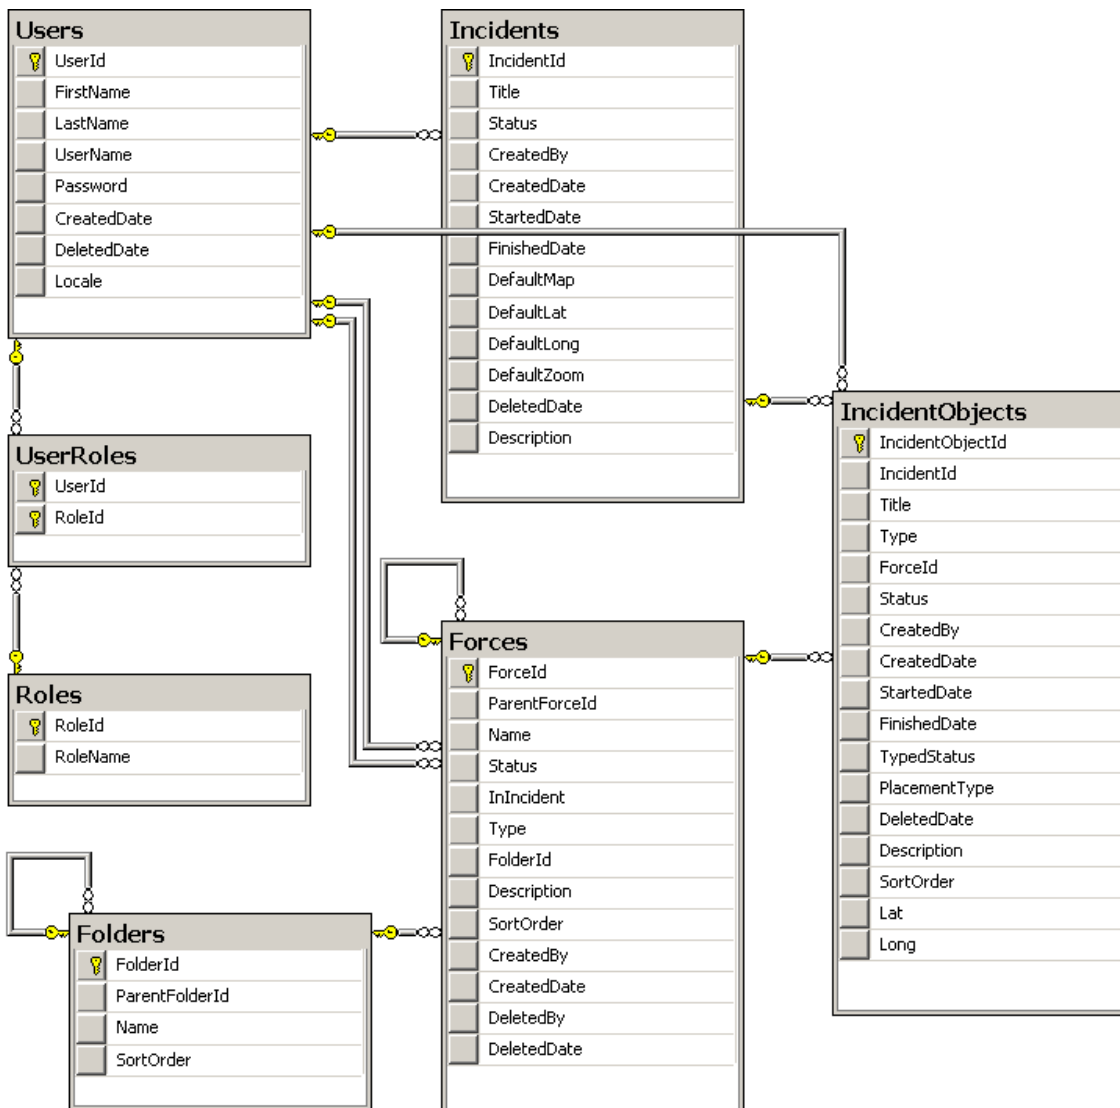 Users
UserId
FirstName
LastName
UserName
Password
CreatedDate
DeletedDate
Locale
Incidents
IncidentId
Title
Status
CreatedBy
CreatedDate
StartedDate
FinishedDate
DefaultMap
DefaultLat
DefaultLong
DefaultZoom
DeletedDate
Description
UserRoles
UserId
RoleId
Roles
RoleId
RoleName
IncidentObjects
IncidentObjectId
IncidentId
Title
Type
ForceId
Status
CreatedBy
CreatedDate
StartedDate
FinishedDate
TypedStatus
PlacementType
DeletedDate
Description
SortOrder
Lat
Long
Forces
ForceId
ParentForceId
Name
Status
InIncident
Type
FolderId
Description
SortOrder
CreatedBy
CreatedDate
DeletedBy
DeletedDate
Folders
FolderId
ParentFolderId
Name
SortOrder